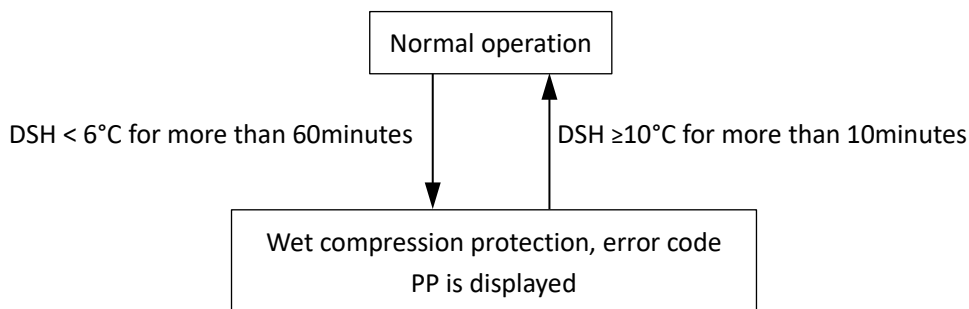 Normal operation
DSH < 6°C for more than 60minutes
DSH ≥10°C for more than 10minutes
Wet compression protection, error code
PP is displayed